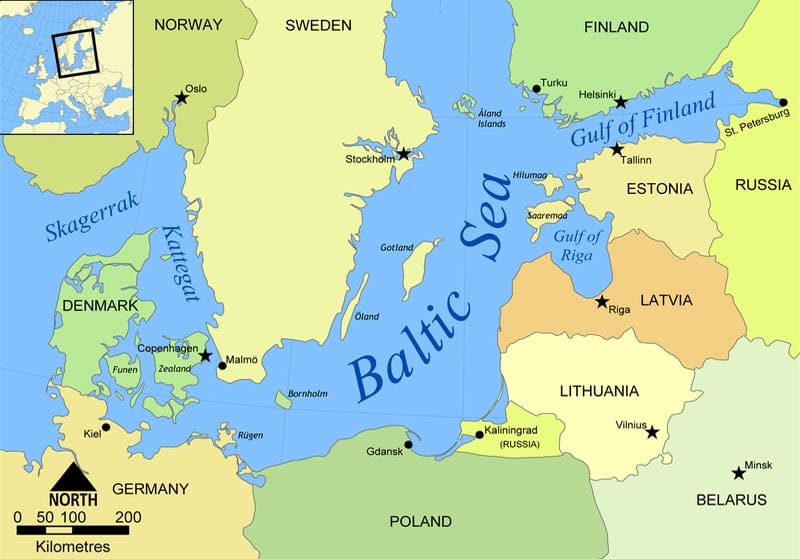 NORWAY
SWEDEN
FINLAND
Oslo
Turku
Helsinki
Åland
Islands
Gulf of Finland
St. Petersburg
Stockholm
Tallinn
Hiiumaa
ESTONIA
RUSSIA
Skagerrak
Kattegat
Saaremaa
Gulf of
Riga
Gotland
Baltic Sea
DENMARK
Öland
Riga
LATVIA
Copenhagen
Malmö
Funen
Zealand
Bornholm
LITHUANIA
Vilnius
Kiel
Rügen
Gdansk
Kaliningrad
(RUSSIA)
Minsk
BELARUS
NORTH
GERMANY
POLAND
0 50 100 200
Kilometres